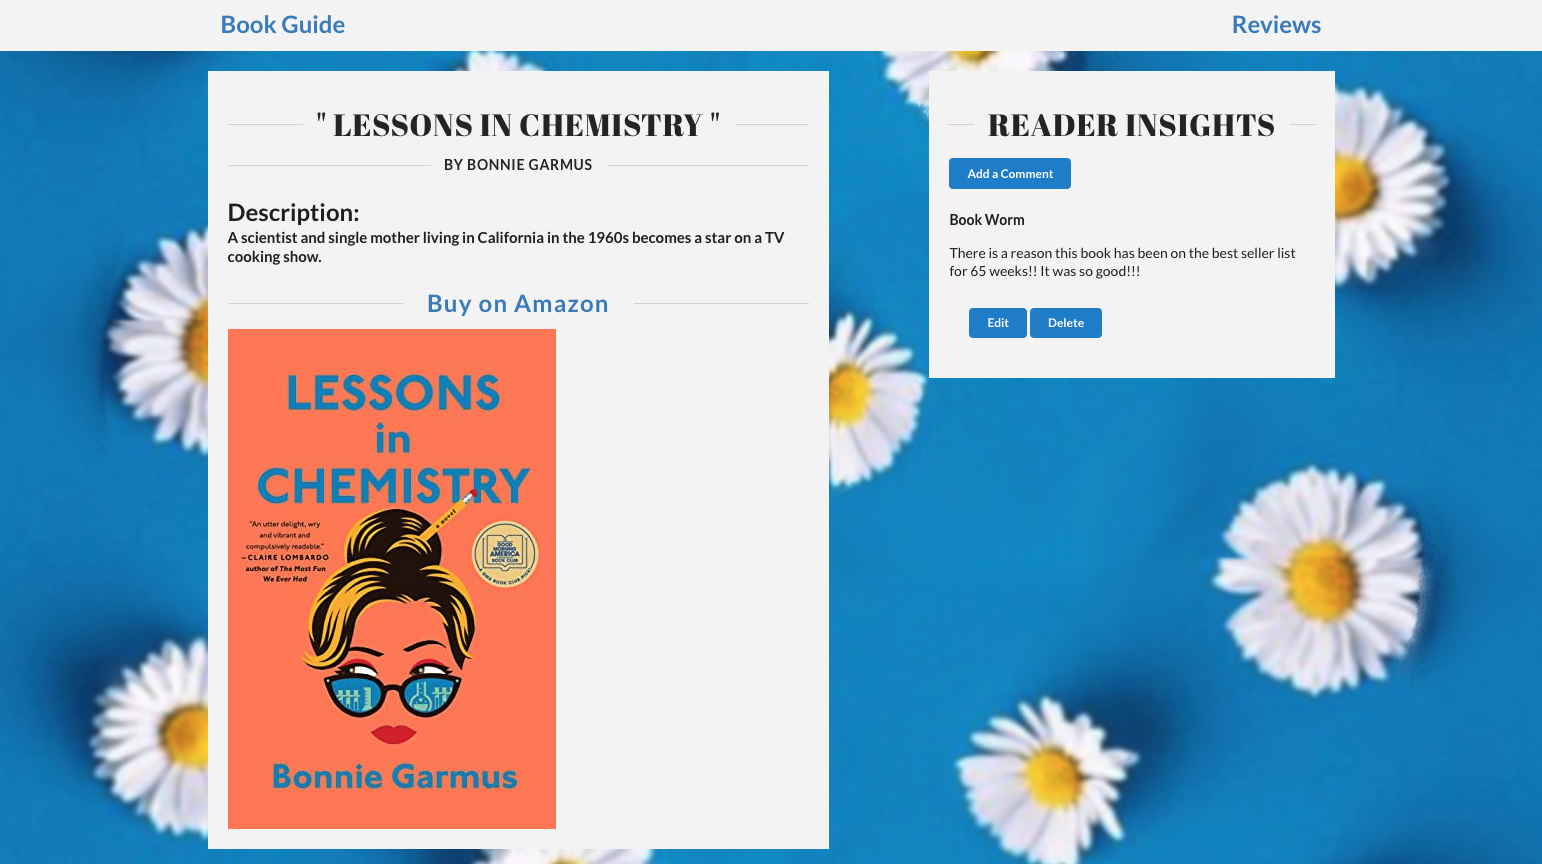 Book Guide
Reviews
" LESSONS IN CHEMISTRY "
BY BONNIE GARMUS
Description:
A scientist and single mother living in California in the 1960s becomes a star on a TV
cooking show.
Buy on Amazon
LESSONS
in
CHEMISTRY
a novel
"An utter delight, wry
and vibrant and
compulsively readable."
—CLAIRE LOMBARDO
author of The Most Fun
We Ever Had
GOOD
MORNING
AMERICA
BOOK CLUB
A GMA BOOK CLUB PICK
Bonnie Garmus
READER INSIGHTS
Add a Comment
Book Worm
There is a reason this book has been on the best seller list
for 65 weeks!! It was so good!!!
Edit
Delete